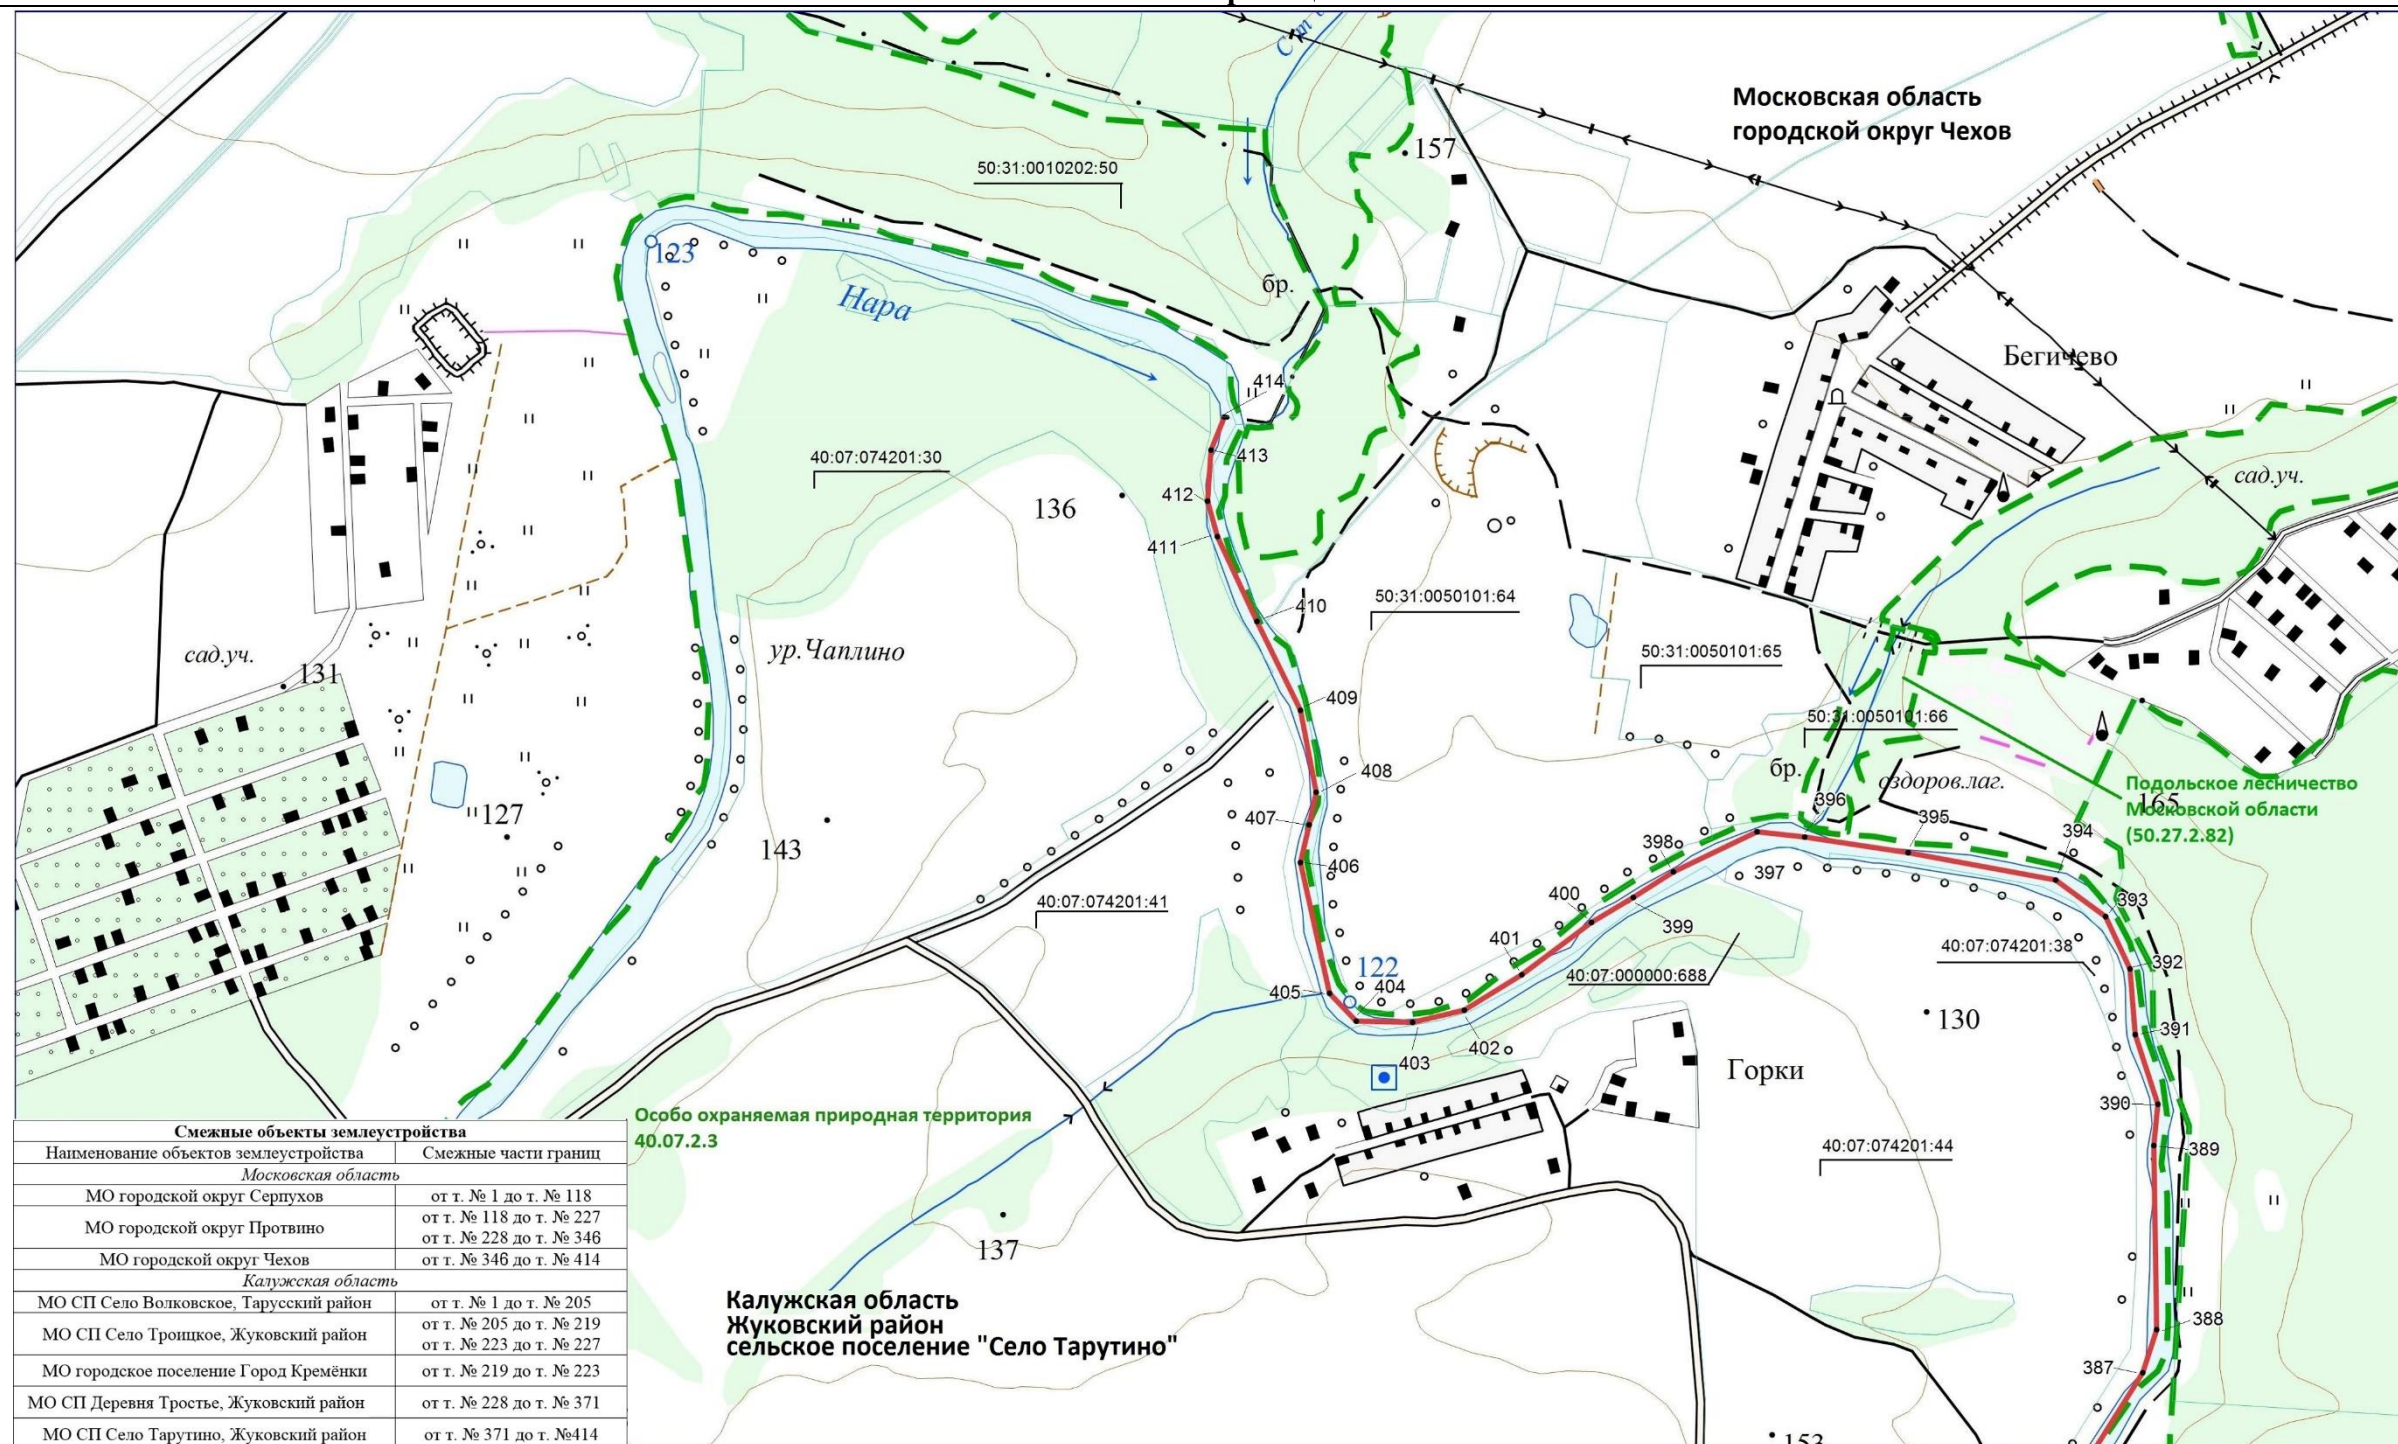 Московская область
городской округ Чехов
157
50:31:0010202:50
123
Нара
бр.
Бегичево
414
413
40:07:074201:30
сад.уч.
412
136
411
50:31:0050101:64
410
ур.Чаплино
50:31:0050101:65
сад.уч.
131
409
50:31:0050101:66
408
бр.
оздоров.лаг.
Подольское лесничество
165
Московской области
(50.27.2.82)
127
407
396
395
394
143
398
406
397
40:07:074201:41
400
393
399
401
40:07:074201:38
392
122
40:07:000000:688
405
404
130
391
402
403
Горки
390
Особо охраняемая природная территория
40.07.2.3
40:07:074201:44
389
137
Калужская область
Жуковский район
сельское поселение "Село Тарутино"
388
387
153
Смежные объекты землеустройства
Наименование объектов землеустройства Смежные части границ
Московская область
МО городской округ Серпухов от т. № 1 до т. № 118
МО городской округ Протвино от т. № 118 до т. № 227
от т. № 228 до т. № 346
МО городской округ Чехов от т. № 346 до т. № 414
Калужская область
МО СП Село Волковское, Тарусский район от т. № 1 до т. № 205
МО СП Село Троицкое, Жуковский район от т. № 205 до т. № 219
от т. № 223 до т. № 227
МО городское поселение Город Кремёнки от т. № 219 до т. № 223
МО СП Деревня Тростье, Жуковский район от т. № 228 до т. № 371
МО СП Село Тарутино, Жуковский район от т. № 371 до т. №414